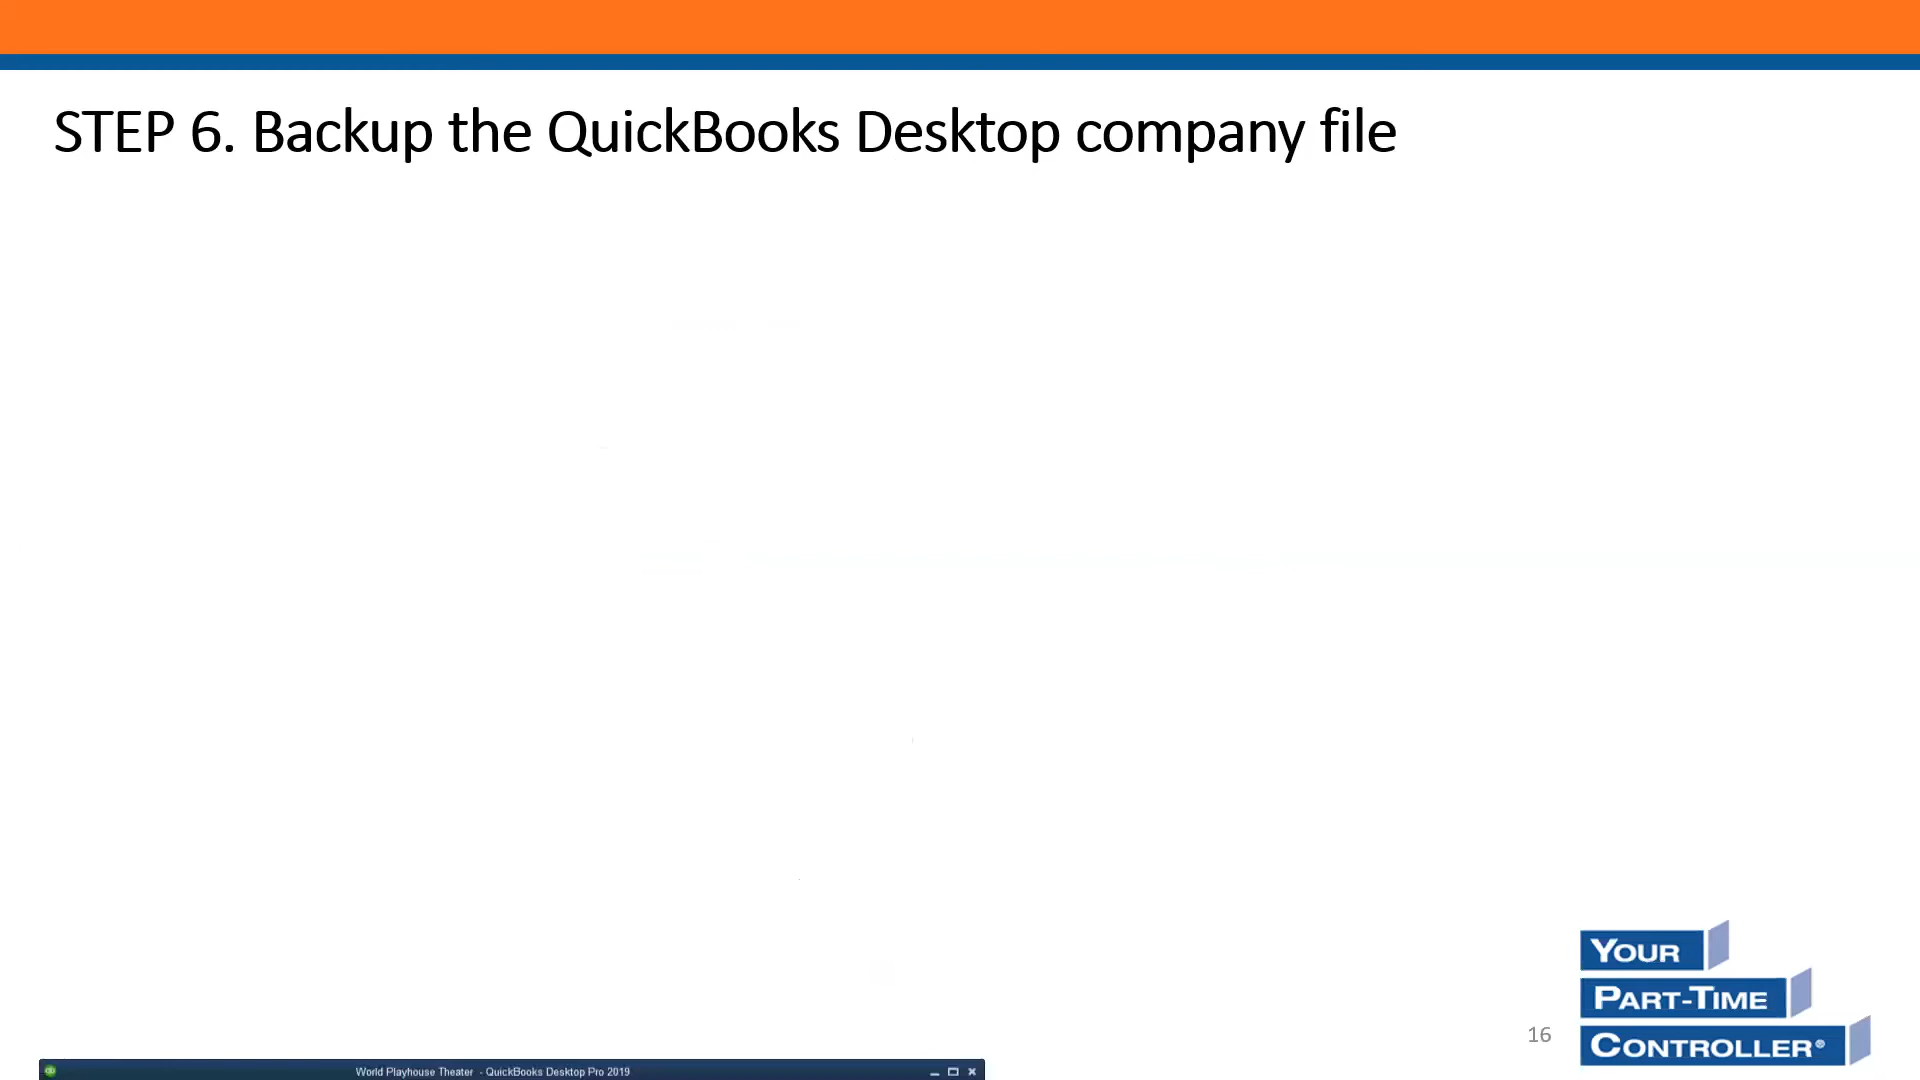 STEP 6. Backup the QuickBooks Desktop company file
YOUR
PART-TIME
16
CONTROLLER®
World Playhouse Theater - QuickBooks Desktop Pro 2019